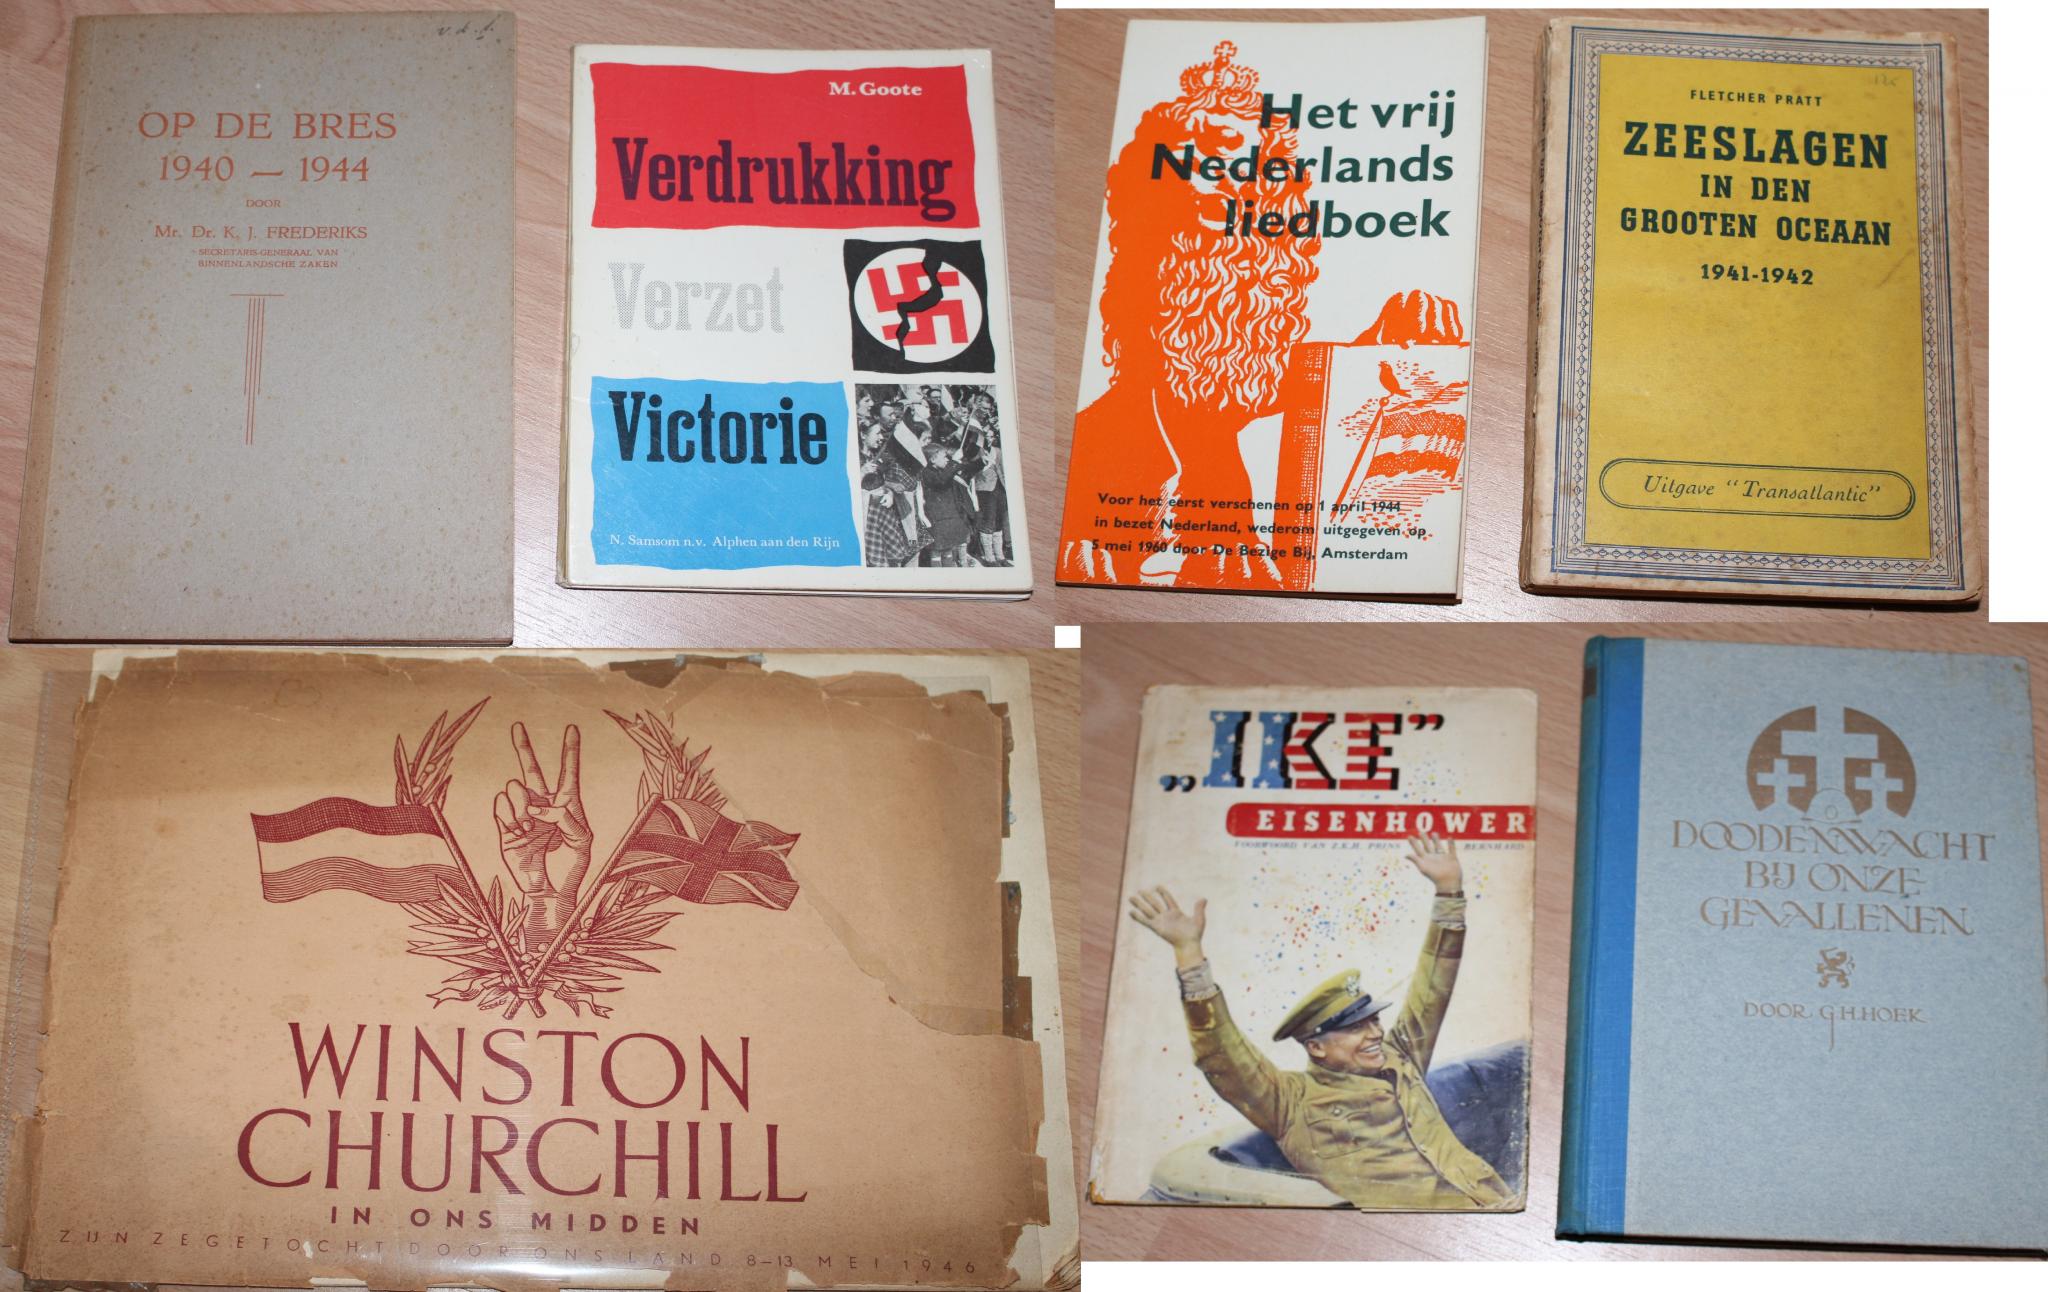 OP DE BRES
1940 — 1944
DOOR
Mr. Dr. K. J. FREDERIKS
SECRETARIS-GENERAAL VAN
BINNENLANDSCHE ZAKEN
M. Goote
Verdrukking
Verzet
Victorie
N. Samsom n.v. Alphen aan den Rijn
Het vrij
Nederlands
liedboek
Voor het eerst verschenen op 1 april 1944
in bezet Nederland, wederom uitgegeven op
5 mei 1960 door De Bezige Bij, Amsterdam
FLETCHER PRATT
ZEESLAGEN
IN DEN
GROOTEN OCEAAN
1941-1942
Uitgave "Transatlantic"
WINSTON
CHURCHILL
IN ONS MIDDEN
ZIJN ZEGETOCHT DOOR ONS LAND 8–13 MEI 1946
„IKE”
EISENHOWER
VOORWOORD VAN Z.K.H. PRINS BERNHARD
DOODENWACHT
BIJ ONZE
GEVALLENEN
DOOR G.H.HOEK